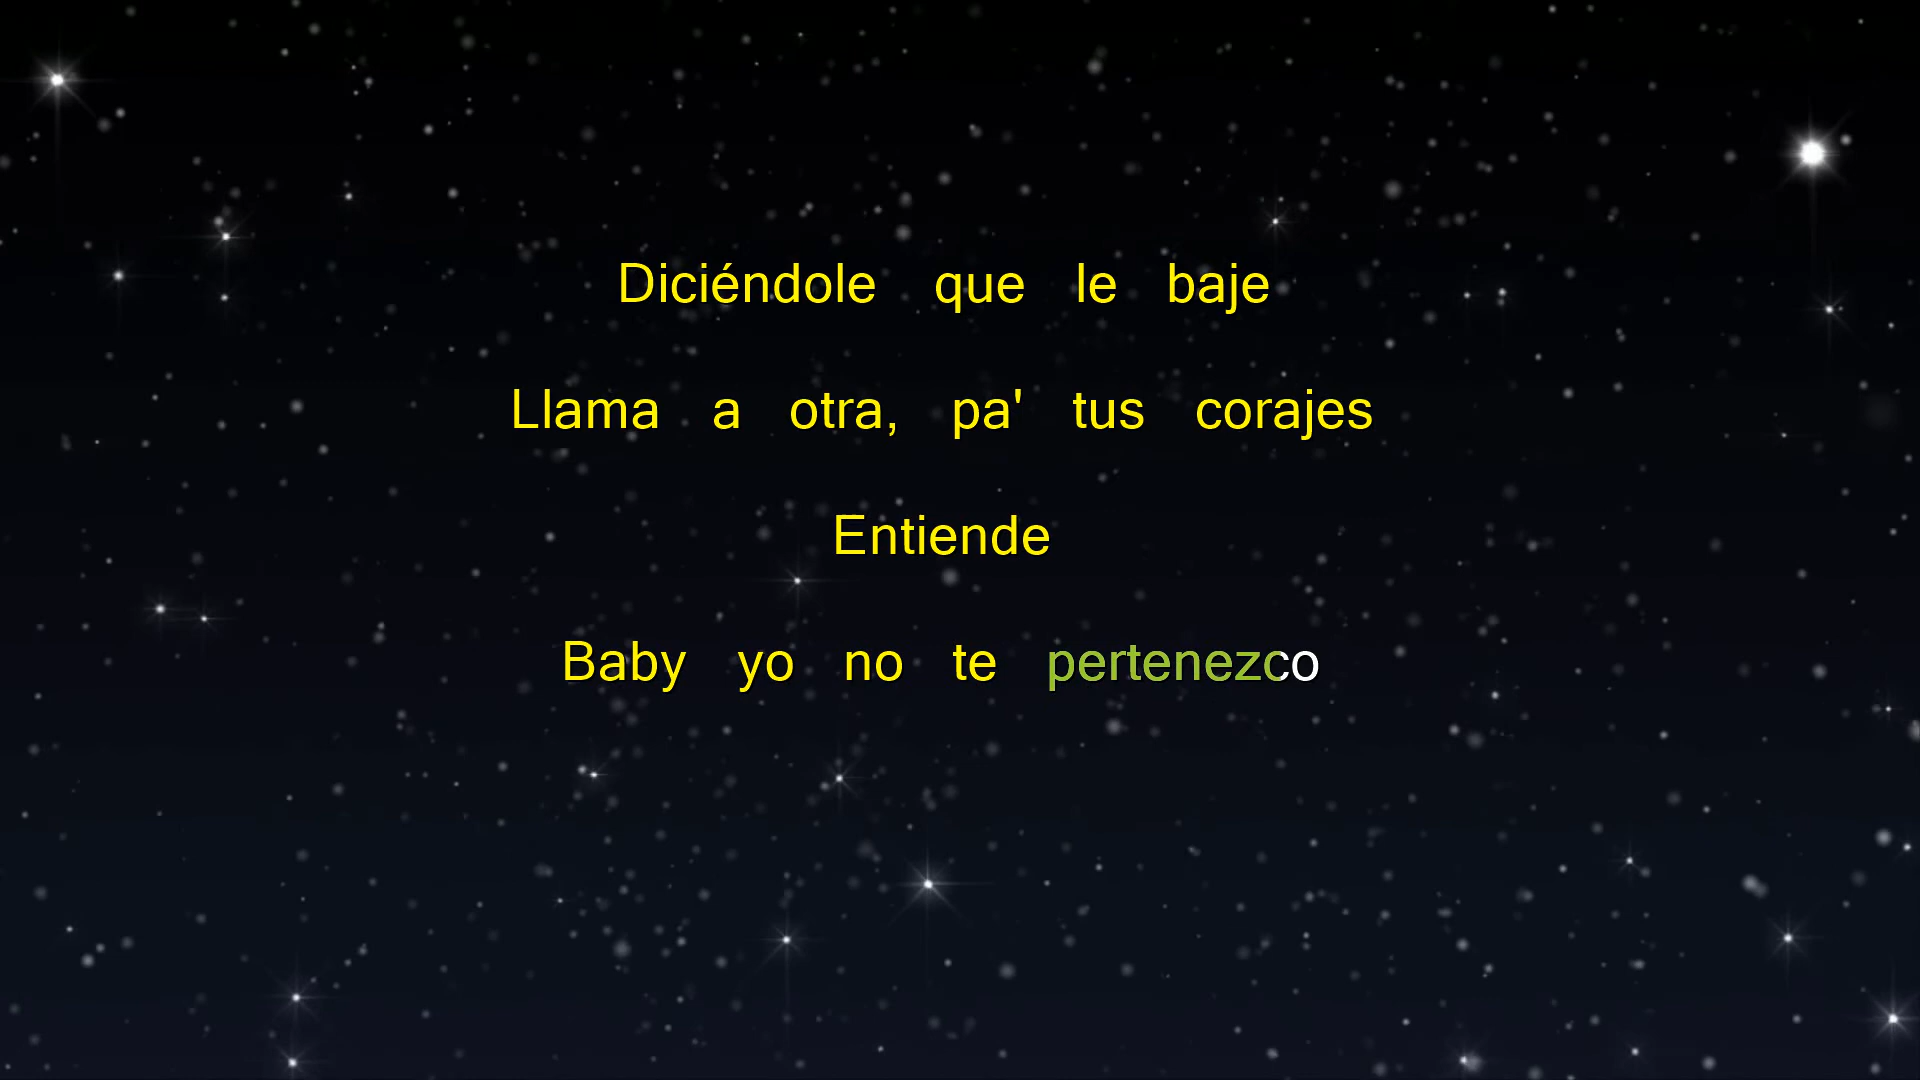 Diciéndole que le baje
Llama a otra, pa' tus corajes
Entiende
Baby yo no te pertenezco